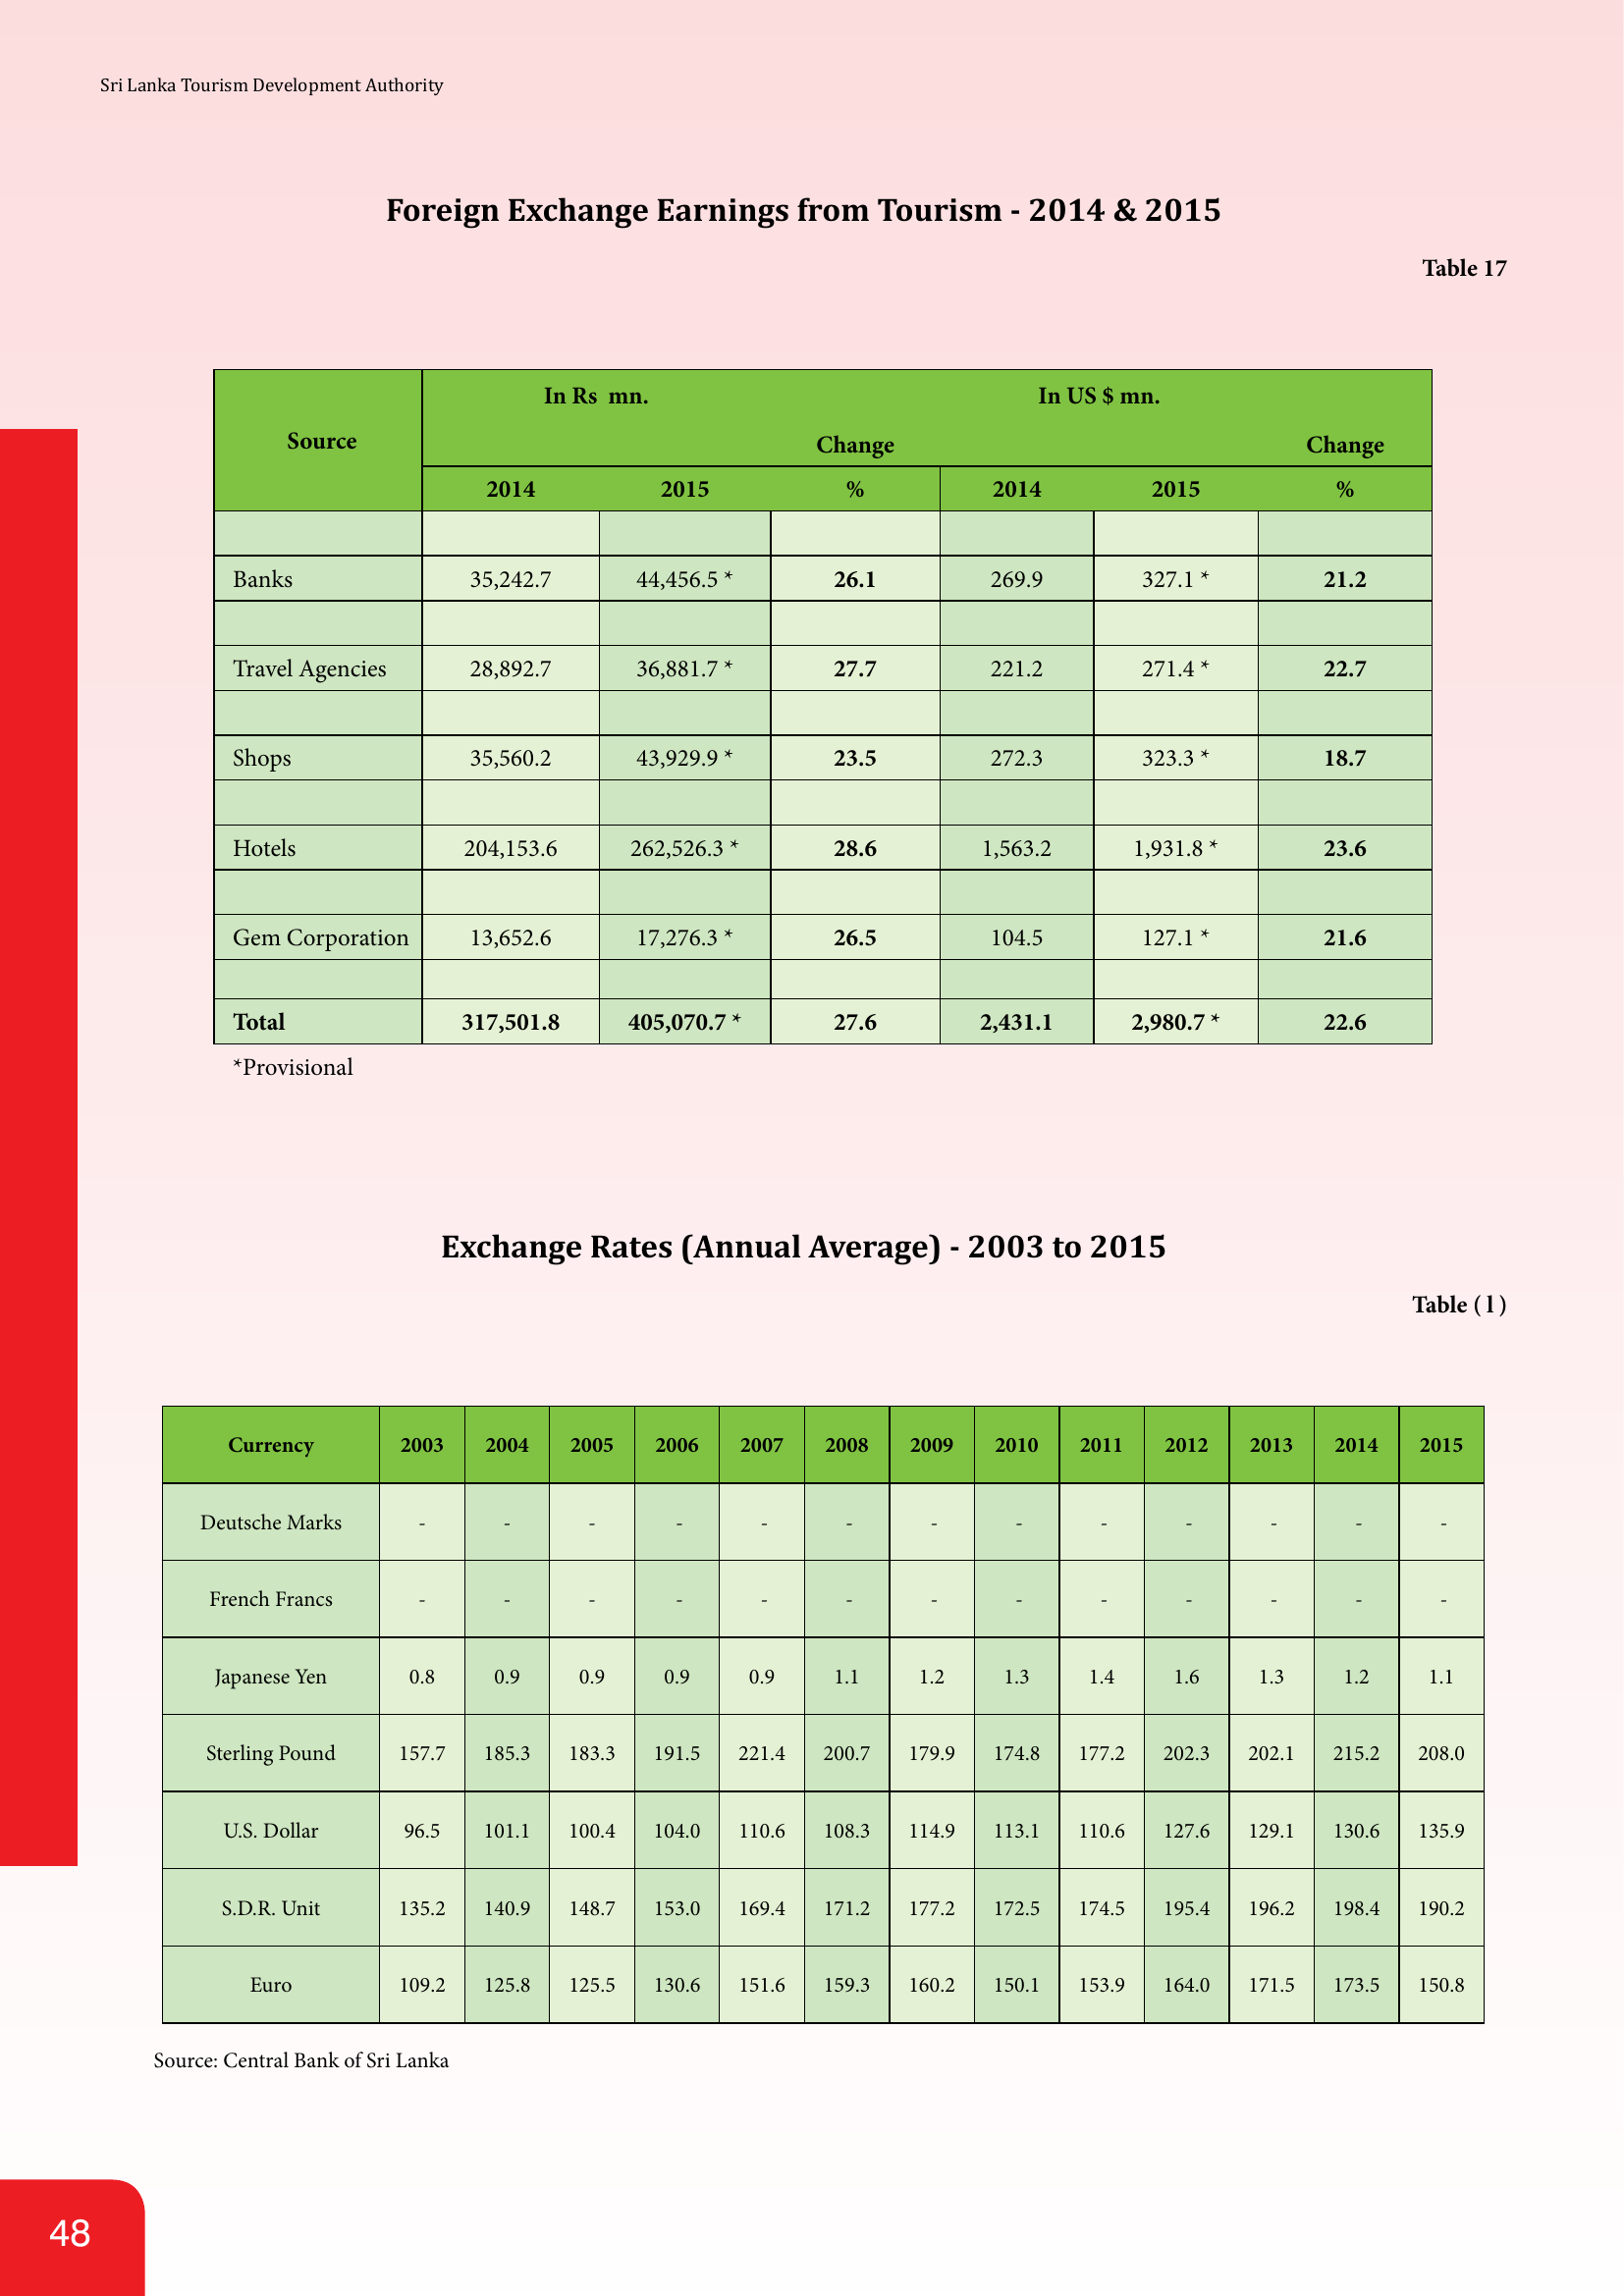 Sri Lanka Tourism Development Authority
Foreign Exchange Earnings from Tourism - 2014 & 2015
Table 17
Source In Rs mn. In US $ mn.
Change Change
2014 2015 % 2014 2015 %
Banks 35,242.7 44,456.5 * 26.1 269.9 327.1 * 21.2
Travel Agencies 28,892.7 36,881.7 * 27.7 221.2 271.4 * 22.7
Shops 35,560.2 43,929.9 * 23.5 272.3 323.3 * 18.7
Hotels 204,153.6 262,526.3 * 28.6 1,563.2 1,931.8 * 23.6
Gem Corporation 13,652.6 17,276.3 * 26.5 104.5 127.1 * 21.6
Total 317,501.8 405,070.7 * 27.6 2,431.1 2,980.7 * 22.6
*Provisional
Exchange Rates (Annual Average) - 2003 to 2015
Table ( l )
Currency 2003 2004 2005 2006 2007 2008 2009 2010 2011 2012 2013 2014 2015
Deutsche Marks - - - - - - - - - - - - -
French Francs - - - - - - - - - - - - -
Japanese Yen 0.8 0.9 0.9 0.9 0.9 1.1 1.2 1.3 1.4 1.6 1.3 1.2 1.1
Sterling Pound 157.7 185.3 183.3 191.5 221.4 200.7 179.9 174.8 177.2 202.3 202.1 215.2 208.0
U.S. Dollar 96.5 101.1 100.4 104.0 110.6 108.3 114.9 113.1 110.6 127.6 129.1 130.6 135.9
S.D.R. Unit 135.2 140.9 148.7 153.0 169.4 171.2 177.2 172.5 174.5 195.4 196.2 198.4 190.2
Euro 109.2 125.8 125.5 130.6 151.6 159.3 160.2 150.1 153.9 164.0 171.5 173.5 150.8
Source: Central Bank of Sri Lanka
48